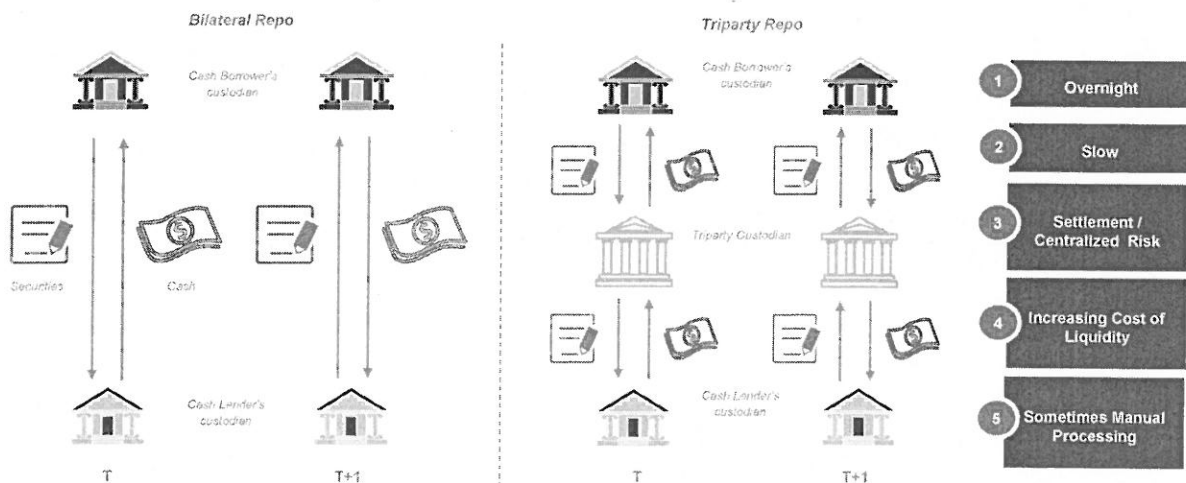 Bilateral Repo
Cash Borrower's
custodian
Securities
Cash
Cash Lender's
custodian
T
T+1
Triparty Repo
Cash Borrower's
custodian
Triparty Custodian
Cash Lender's
custodian
T
T+1
1
Overnight
2
Slow
3
Settlement /
Centralized Risk
4
Increasing Cost of
Liquidity
5
Sometimes Manual
Processing